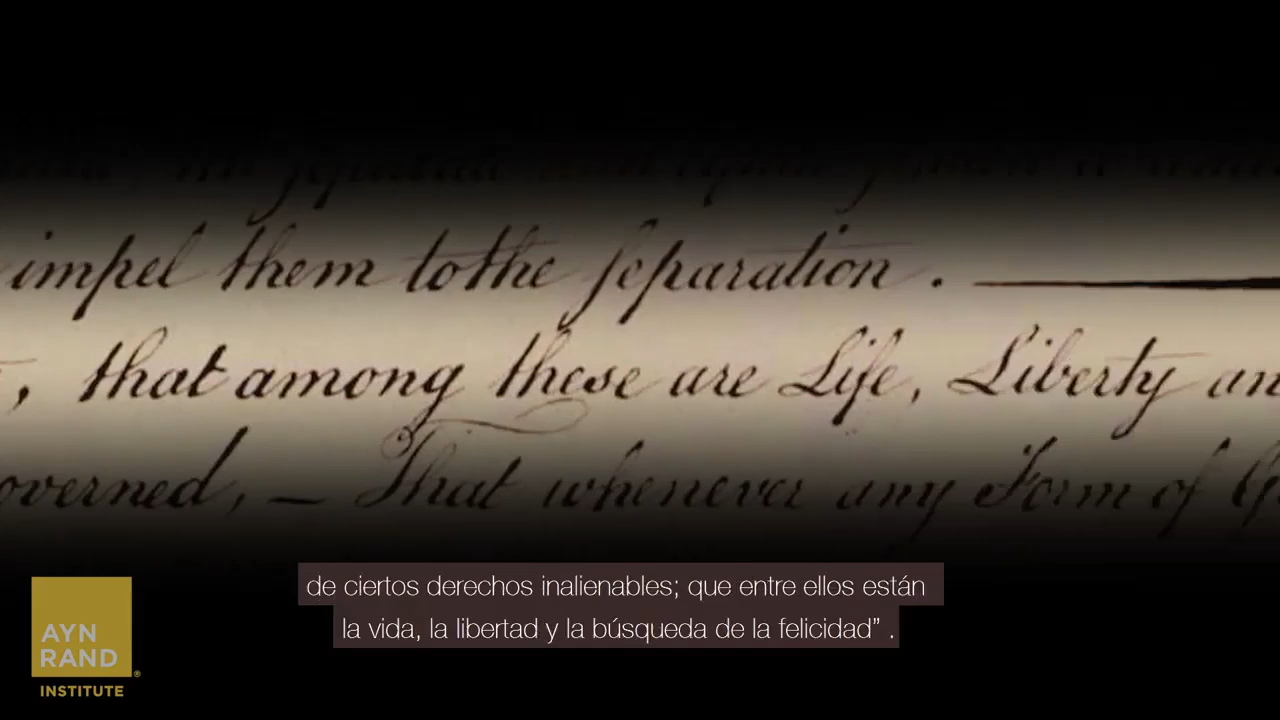 impel them to the separation .
, that among these are Life, Liberty an
overned, — That whenever any Form of G
de ciertos derechos inalienables; que entre ellos están
la vida, la libertad y la búsqueda de la felicidad” .
AYN
RAND
INSTITUTE